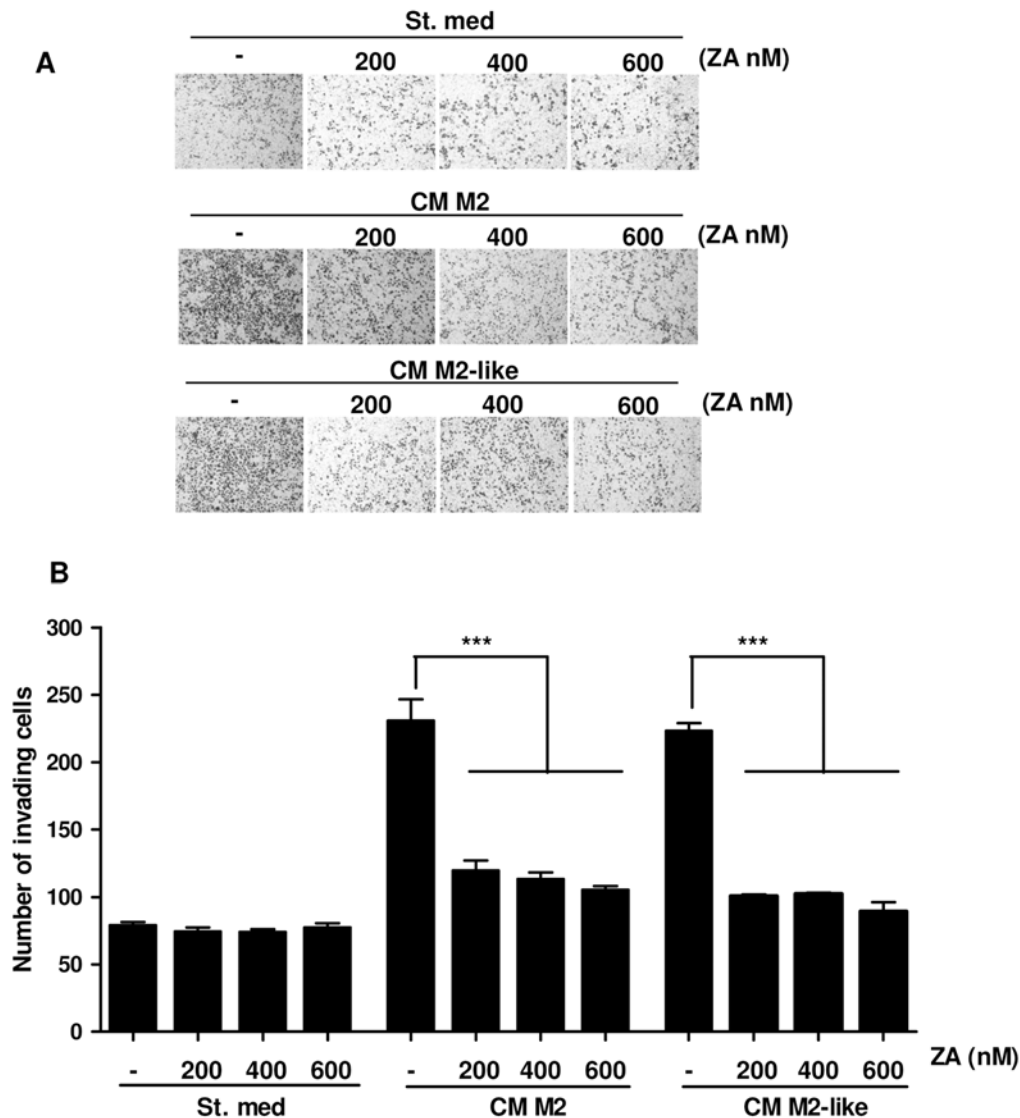 St. med
A
- 200 400 600 (ZA nM)
CM M2
- 200 400 600 (ZA nM)
CM M2-like
- 200 400 600 (ZA nM)
B
300
250
200
150
100
50
0
Number of invading cells
*** ***
- 200 400 600 - 200 400 600 - 200 400 600 ZA (nM)
St. med CM M2 CM M2-like